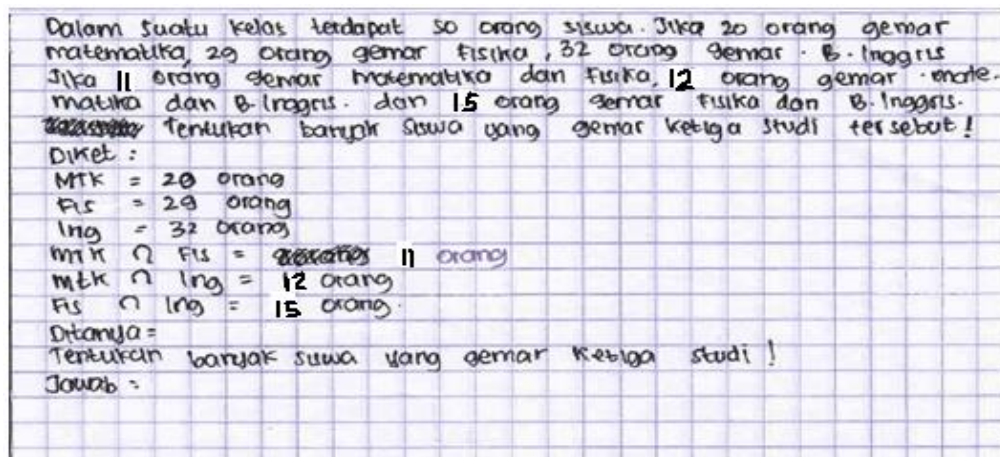 Dalam suatu kelas terdapat 50 orang siswa. Jika 20 orang gemar
matematika, 29 orang gemar Fisika, 32 orang gemar. B. Inggris
Jika 11 orang gemar matematika dan Fisika, 12 orang gemar mate-
matika dan B. Inggris. dan 15 orang gemar Fisika dan B. Inggris.
Tentukan banyak siswa yang gemar ketiga studi tersebut!
Diket :
MTK = 20 orang
Fis = 29 orang
Ing = 32 orang
mtk ∩ Fis = 11 orang
mtk ∩ Ing = 12 orang
Fis ∩ Ing = 15 orang.
Ditanya =
Tentukan banyak siswa yang gemar ketiga studi !
Jawab :